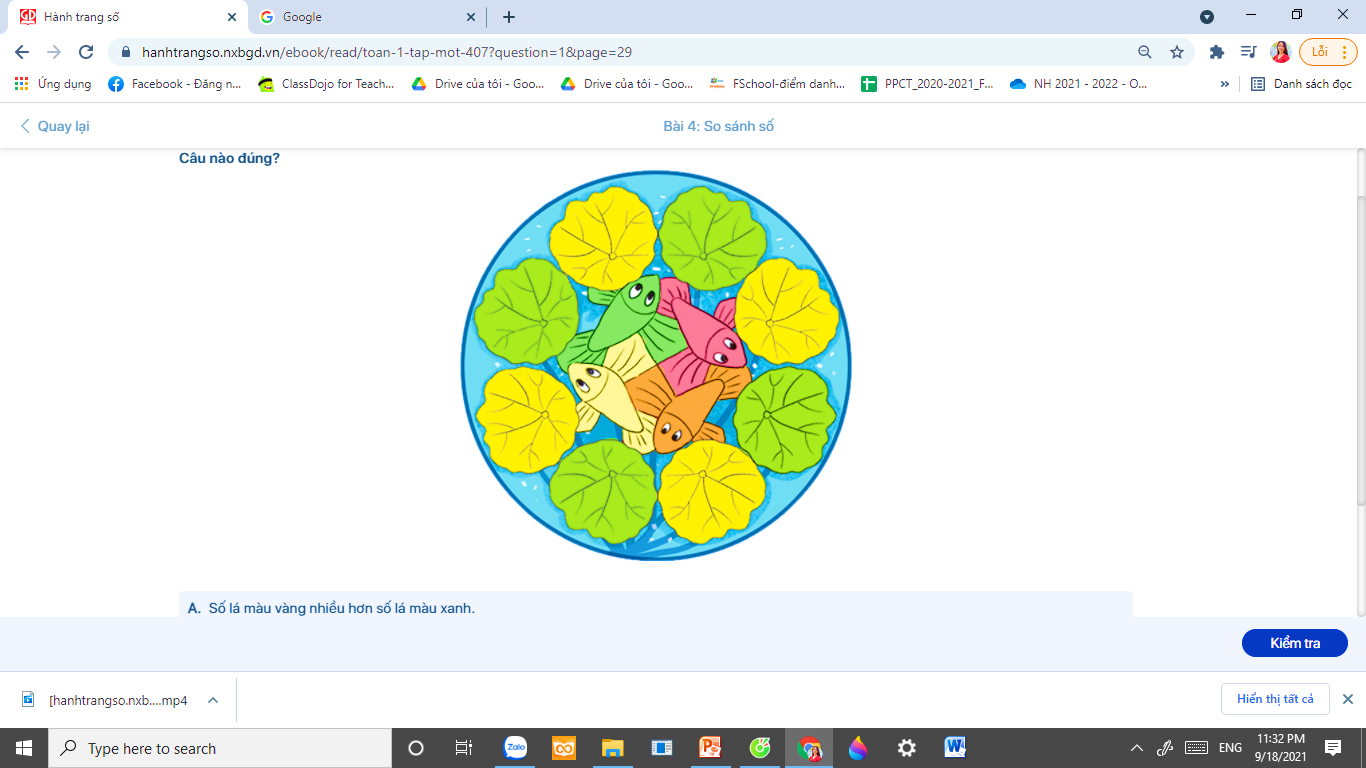 Hành trang số
Google
hanhtrangso.nxbgd.vn/ebook/read/toan-1-tap-mot-407?question=1&page=29
Lỗi
Ứng dụng
Facebook - Đăng n...
ClassDojo for Teach...
Drive của tôi - Goo...
Drive của tôi - Goo...
FSchool-điểm danh...
PPCT_2020-2021_F...
NH 2021 - 2022 - O...
»
Danh sách đọc
Quay lại
Bài 4: So sánh số
Câu nào đúng?
A. Số lá màu vàng nhiều hơn số lá màu xanh.
Kiểm tra
[hanhtrangso.nxb....mp4
Hiển thị tất cả
Type here to search
Zalo
ENG
11:32 PM
9/18/2021